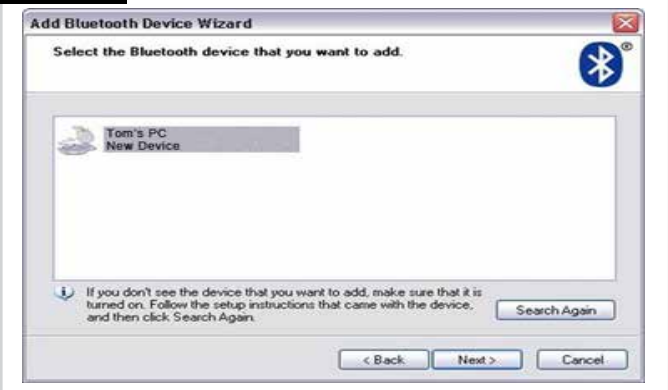 Add Bluetooth Device Wizard
Select the Bluetooth device that you want to add.
Tom's PC
New Device
If you don't see the device that you want to add, make sure that it is
turned on. Follow the setup instructions that came with the device,
and then click Search Again.
Search Again
< Back
Next >
Cancel